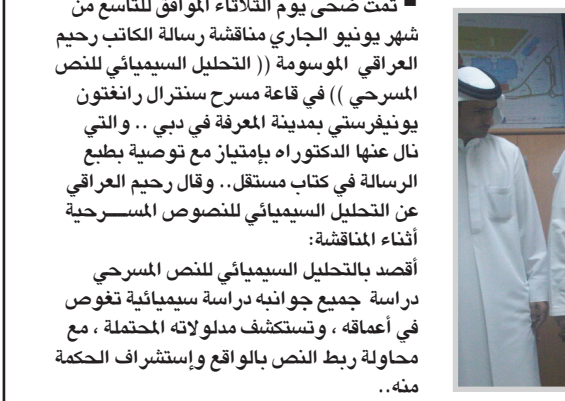 ■ تمت ضحى يوم الثلاثاء الموافق للتاسع من
شهر يونيو الجاري مناقشة رسالة الكاتب رحيم
العراقي الموسومة (( التحليل السيميائي للنص
المسرحي )) في قاعة مسرح سنترال رانغتون
يونيفرستي بمدينة المعرفة في دبي .. والتي
نال عنها الدكتوراه بإمتياز مع توصية بطبع
الرسالة في كتاب مستقل.. وقال رحيم العراقي
عن التحليل السيميائي للنصوص المســـرحية
أثناء المناقشة:
أقصد بالتحليل السيميائي للنص المسرحي
دراسة جميع جوانبه دراسة سيميائية تغوص
في أعماقه ، وتستكشف مدلولاته المحتملة ، مع
محاولة ربط النص بالواقع وإستشراف الحكمة
منه..